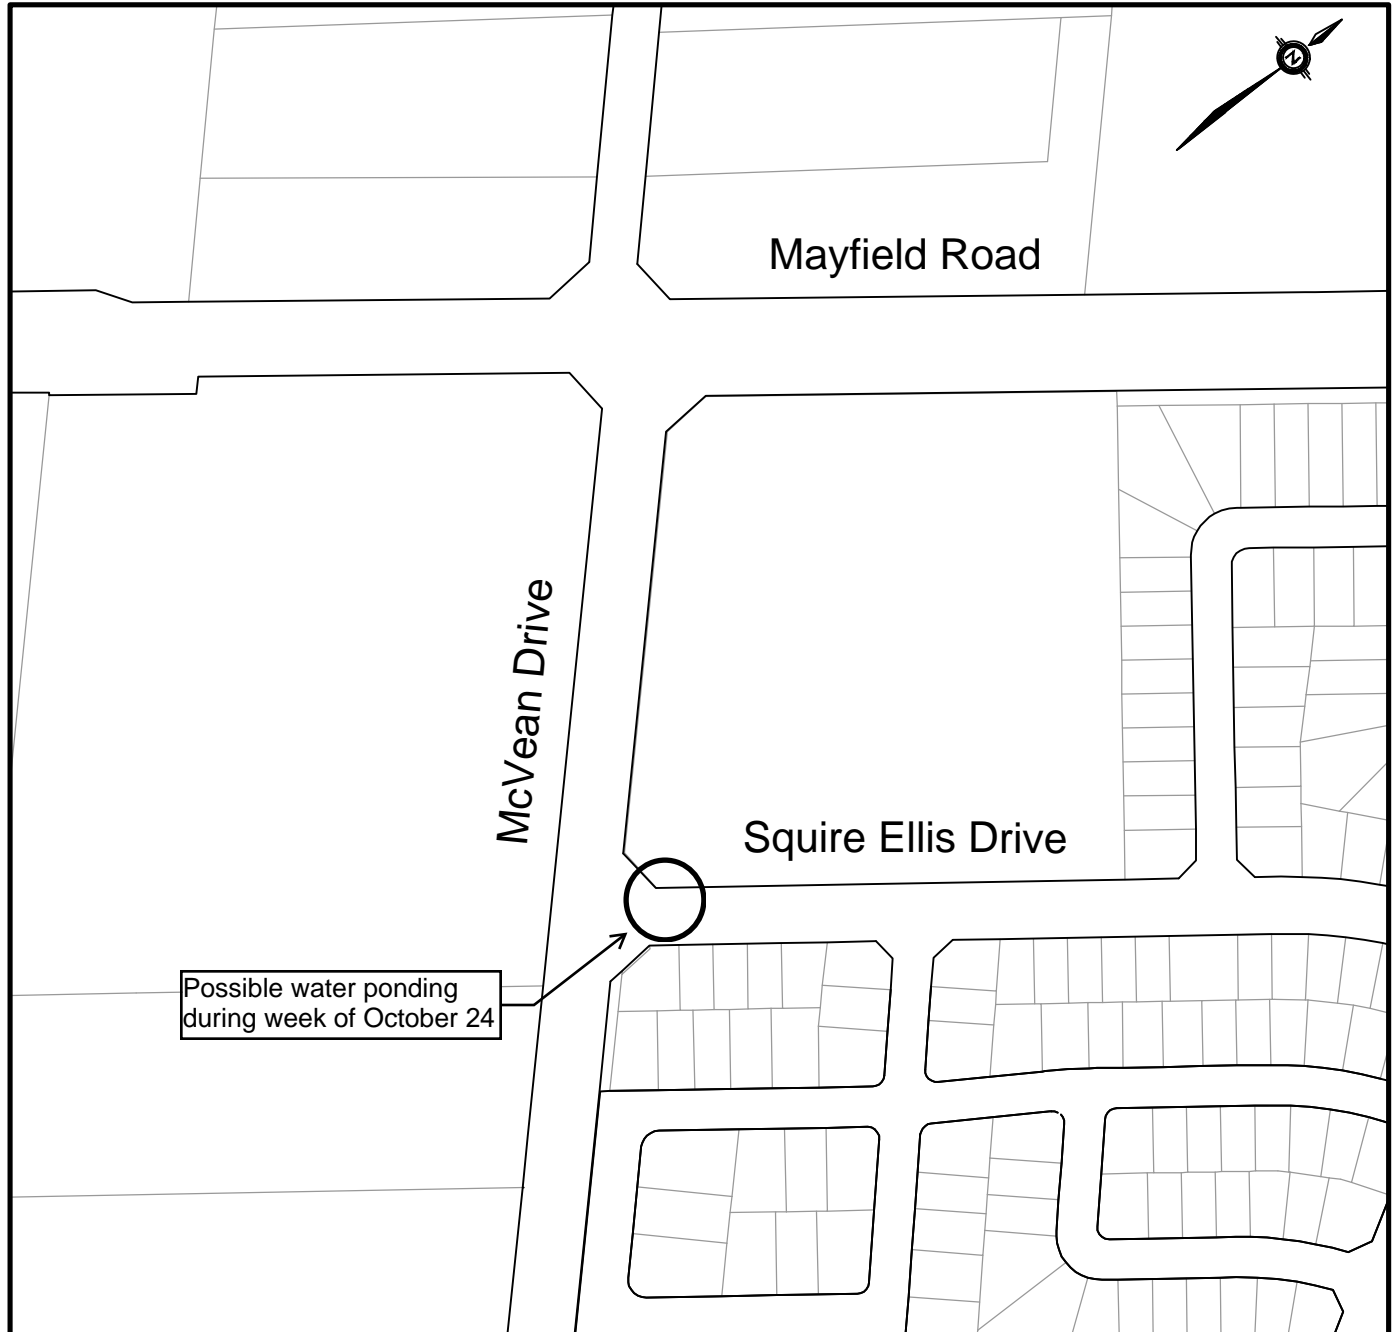 N
Mayfield Road
McVean Drive
Squire Ellis Drive
Possible water ponding
during week of October 24